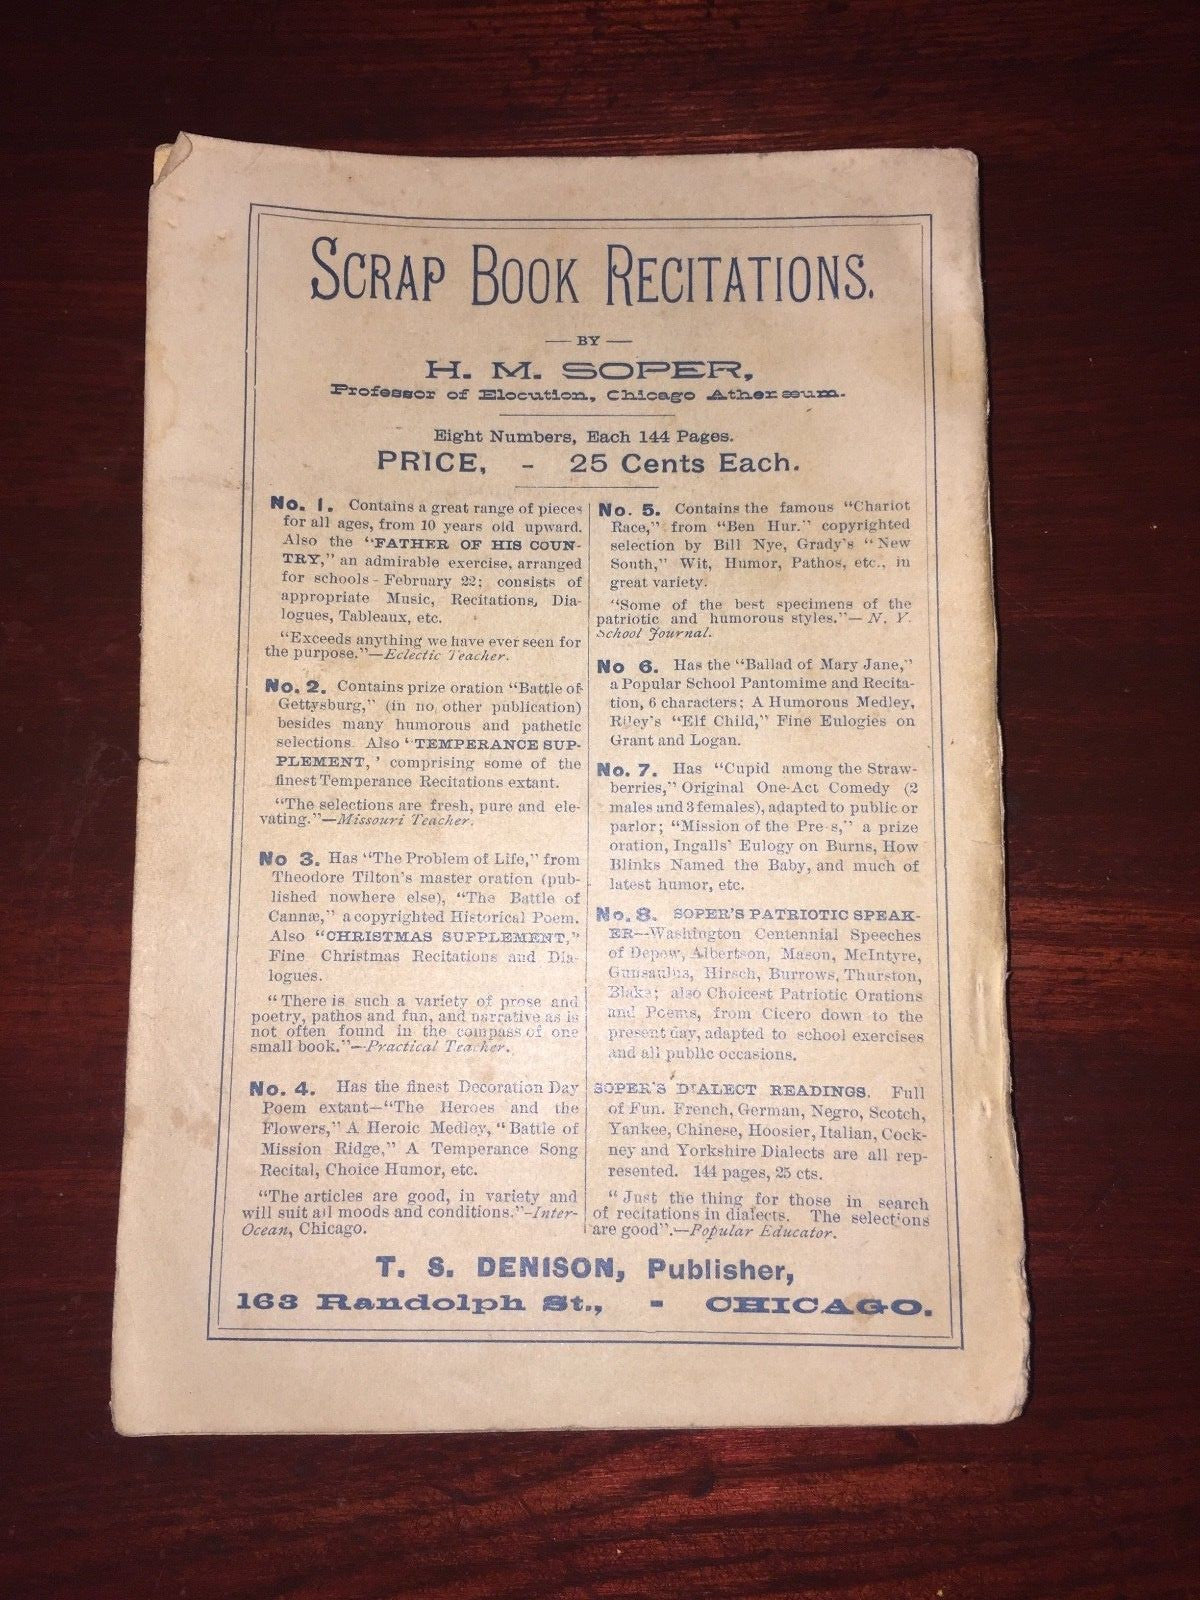 SCRAP BOOK RECITATIONS.
— BY —
H. M. SOPER,
Professor of Elocution, Chicago Athenæum.
Eight Numbers, Each 144 Pages.
PRICE, - 25 Cents Each.
No. 1. Contains a great range of pieces
for all ages, from 10 years old upward.
Also the "FATHER OF HIS COUN-
TRY," an admirable exercise, arranged
for schools - February 22; consists of
appropriate Music, Recitations, Dia-
logues, Tableaux, etc.
"Exceeds anything we have ever seen for
the purpose."—Eclectic Teacher.
No. 2. Contains prize oration "Battle of
Gettysburg," (in no other publication)
besides many humorous and pathetic
selections. Also "TEMPERANCE SUP-
PLEMENT,' comprising some of the
finest Temperance Recitations extant.
"The selections are fresh, pure and ele-
vating."—Missouri Teacher.
No 3. Has "The Problem of Life," from
Theodore Tilton's master oration (pub-
lished nowhere else), "The Battle of
Cannæ," a copyrighted Historical Poem.
Also "CHRISTMAS SUPPLEMENT,"
Fine Christmas Recitations and Dia-
logues.
"There is such a variety of prose and
poetry, pathos and fun, and narrative as is
not often found in the compass of one
small book."—Practical Teacher.
No. 4. Has the finest Decoration Day
Poem extant—"The Heroes and the
Flowers," A Heroic Medley, "Battle of
Mission Ridge," A Temperance Song
Recital, Choice Humor, etc.
"The articles are good, in variety and
will suit all moods and conditions."-Inter-
Ocean, Chicago.
No. 5. Contains the famous "Chariot
Race," from "Ben Hur." copyrighted
selection by Bill Nye, Grady's "New
South," Wit, Humor, Pathos, etc., in
great variety.
"Some of the best specimens of the
patriotic and humorous styles."— N. Y.
School Journal.
No 6. Has the "Ballad of Mary Jane,"
a Popular School Pantomime and Recita-
tion, 6 characters; A Humorous Medley,
Riley's "Elf Child," Fine Eulogies on
Grant and Logan.
No. 7. Has "Cupid among the Straw-
berries," Original One-Act Comedy (2
males and 3 females), adapted to public or
parlor; "Mission of the Press," a prize
oration, Ingalls' Eulogy on Burns, How
Blinks Named the Baby, and much of
latest humor, etc.
No. 8. SOPER'S PATRIOTIC SPEAK-
ER—Washington Centennial Speeches
of Depew, Albertson, Mason, McIntyre,
Gunsaulus, Hirsch, Burrows, Thurston,
Blake; also Choicest Patriotic Orations
and Poems, from Cicero down to the
present day, adapted to school exercises
and all public occasions.
SOPER'S DIALECT READINGS. Full
of Fun. French, German, Negro, Scotch,
Yankee, Chinese, Hoosier, Italian, Cock-
ney and Yorkshire Dialects are all rep-
resented. 144 pages, 25 cts.
"Just the thing for those in search
of recitations in dialects. The selections
are good".—Popular Educator.
T. S. DENISON, Publisher,
163 Randolph St., - CHICAGO.